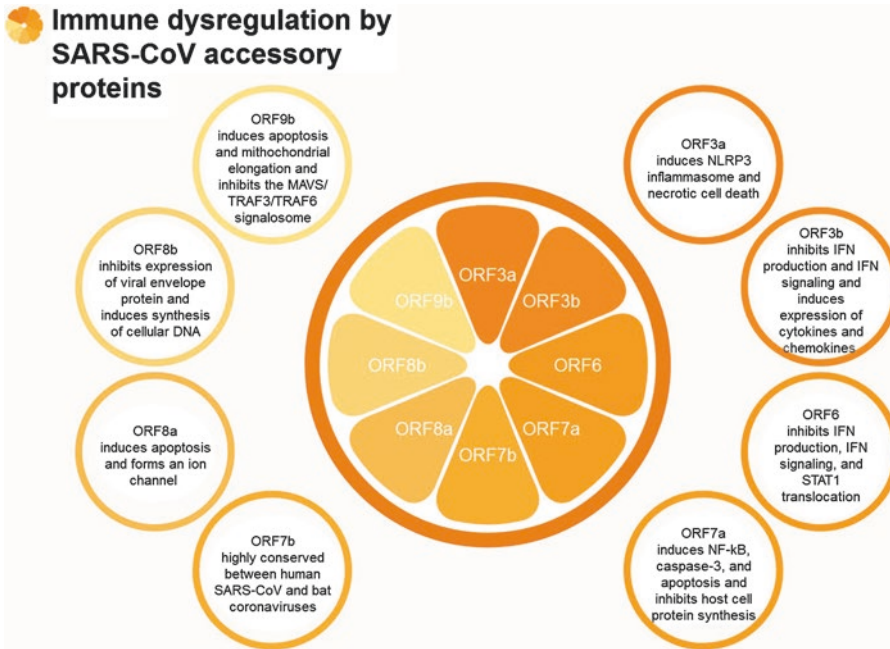 Immune dysregulation by
SARS-CoV accessory
proteins
ORF9b
induces apoptosis
and mithochondrial
elongation and
inhibits the MAVS/
TRAF3/TRAF6
signalosome
ORF3a
induces NLRP3
inflammasome and
necrotic cell death
ORF8b
inhibits expression
of viral envelope
protein and
induces synthesis
of cellular DNA
ORF3b
inhibits IFN
production and IFN
signaling and
induces
expression of
cytokines and
chemokines
ORF8a
induces apoptosis
and forms an ion
channel
ORF6
inhibits IFN
production, IFN
signaling, and
STAT1
translocation
ORF7b
highly conserved
between human
SARS-CoV and bat
coronaviruses
ORF7a
induces NF-kB,
caspase-3, and
apoptosis and
inhibits host cell
protein synthesis
ORF3a
ORF3b
ORF6
ORF7a
ORF7b
ORF8a
ORF8b
ORF9b